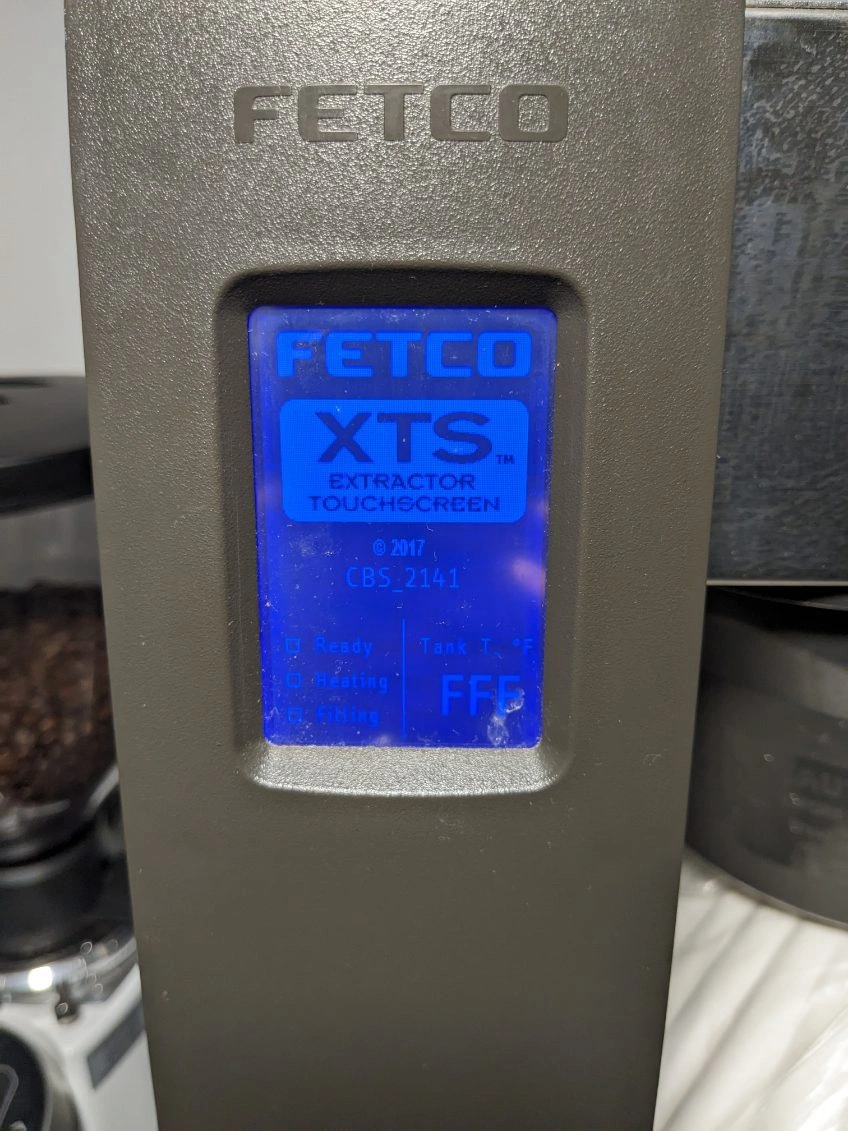 FETCO
FETCO
XTS™
EXTRACTOR
TOUCHSCREEN
© 2017
CBS_2141
Ready
Tank T. °F
Heating
FFF
Filling